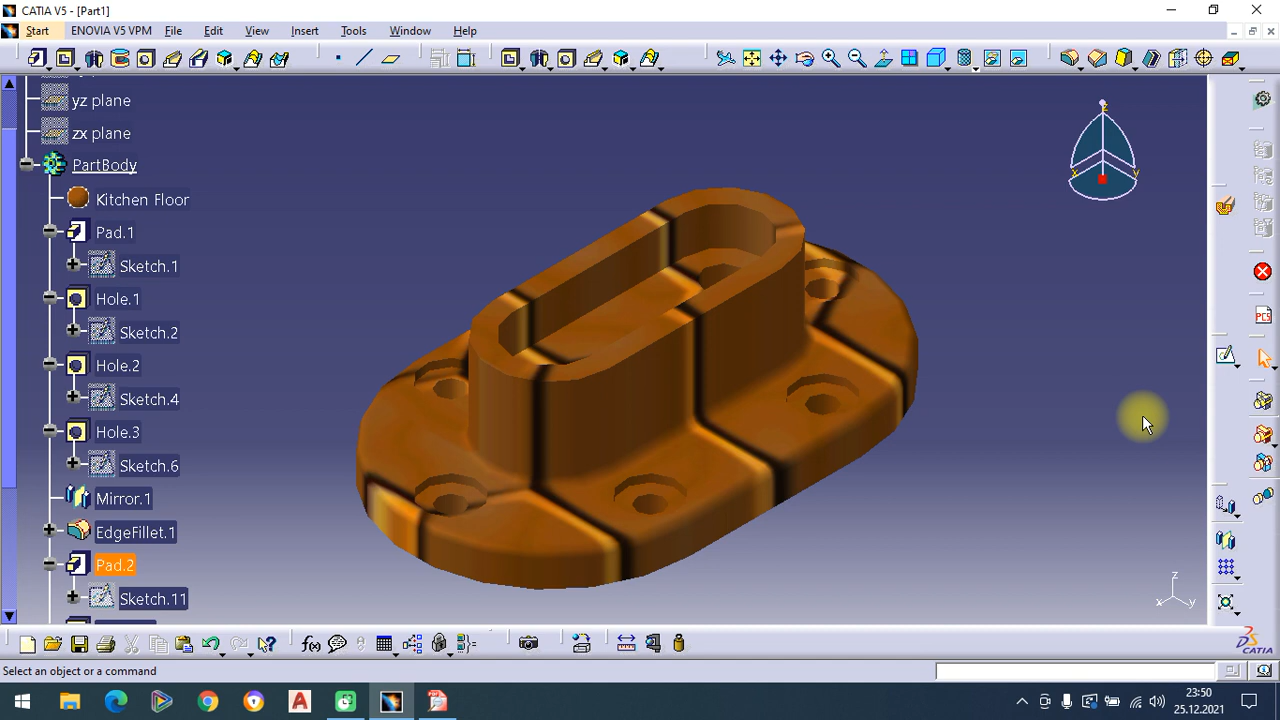 CATIA V5 - [Part1]
Start
ENOVIA V5 VPM
File
Edit
View
Insert
Tools
Window
Help
yz plane
zx plane
PartBody
Kitchen Floor
Pad.1
Sketch.1
Hole.1
Sketch.2
Hole.2
Sketch.4
Hole.3
Sketch.6
Mirror.1
EdgeFillet.1
Pad.2
Sketch.11
z
x
y
z
x
y
PCS
f(x)
CATIA
Select an object or a command
23:50
25.12.2021